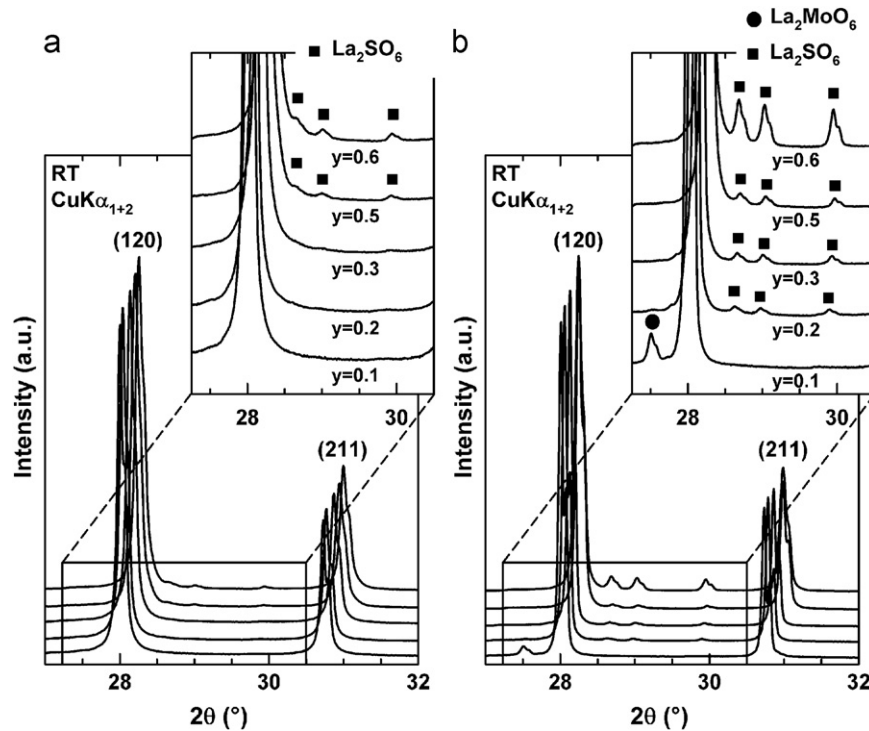 a
■ La₂SO₆
y=0.6
y=0.5
y=0.3
y=0.2
y=0.1
28 30
RT
CuKα₁₊₂
(120)
(211)
Intensity (a.u.)
28 30 32
2θ (°)
b
● La₂MoO₆
■ La₂SO₆
y=0.6
y=0.5
y=0.3
y=0.2
y=0.1
28 30
RT
CuKα₁₊₂
(120)
(211)
Intensity (a.u.)
28 30 32
2θ (°)